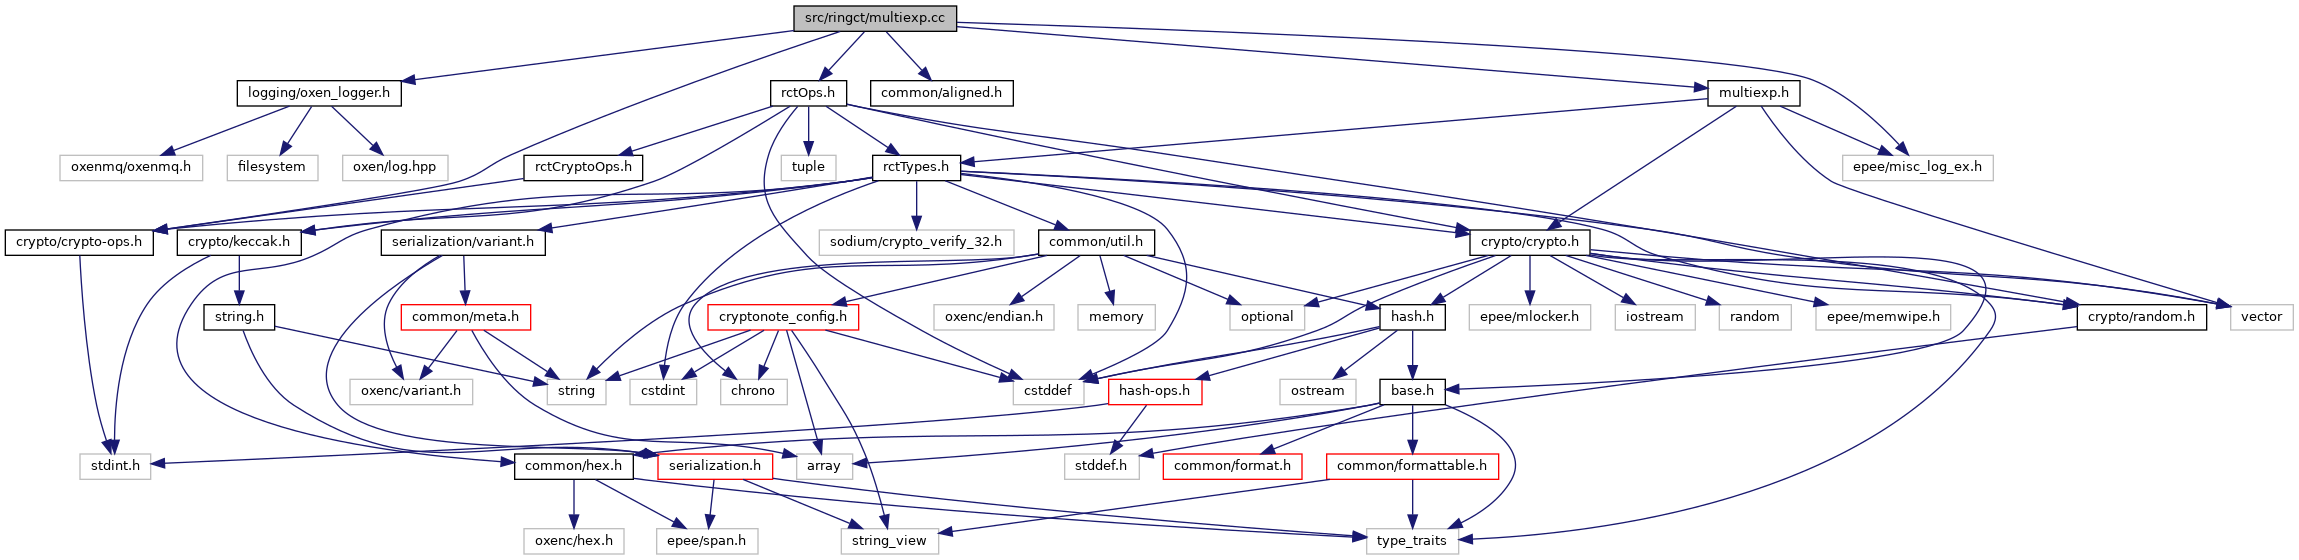 src/ringct/multiexp.cc
logging/oxen_logger.h
rctOps.h
common/aligned.h
multiexp.h
oxenmq/oxenmq.h
filesystem
oxen/log.hpp
rctCryptoOps.h
tuple
rctTypes.h
epee/misc_log_ex.h
crypto/crypto-ops.h
crypto/keccak.h
serialization/variant.h
sodium/crypto_verify_32.h
common/util.h
crypto/crypto.h
string.h
common/meta.h
cryptonote_config.h
oxenc/endian.h
memory
optional
hash.h
epee/mlocker.h
iostream
random
epee/memwipe.h
crypto/random.h
vector
oxenc/variant.h
string
cstdint
chrono
cstddef
hash-ops.h
ostream
base.h
stdint.h
common/hex.h
serialization.h
array
stddef.h
common/format.h
common/formattable.h
oxenc/hex.h
epee/span.h
string_view
type_traits